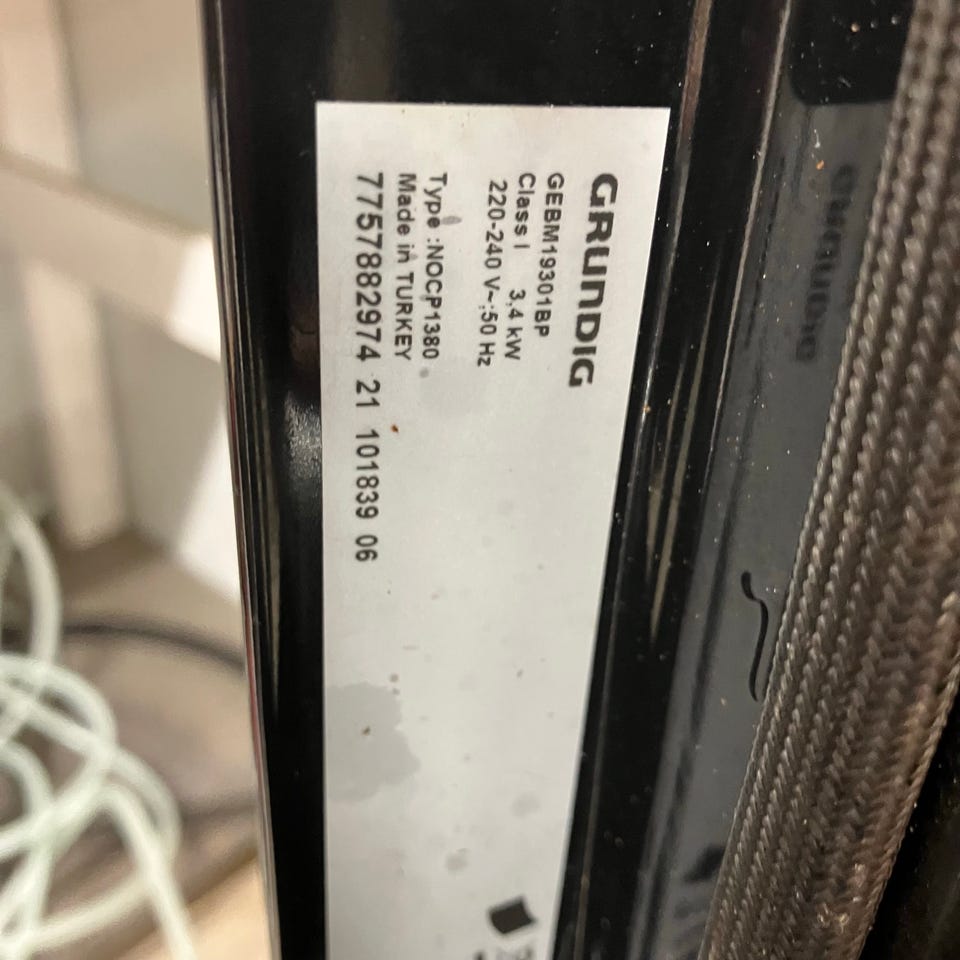 GRUNDIG
GEBM19301BP
Class I 3,4 kW
220-240 V~;50 Hz
Type :NOCP1380
Made in TURKEY
7757882974 21 101839 06